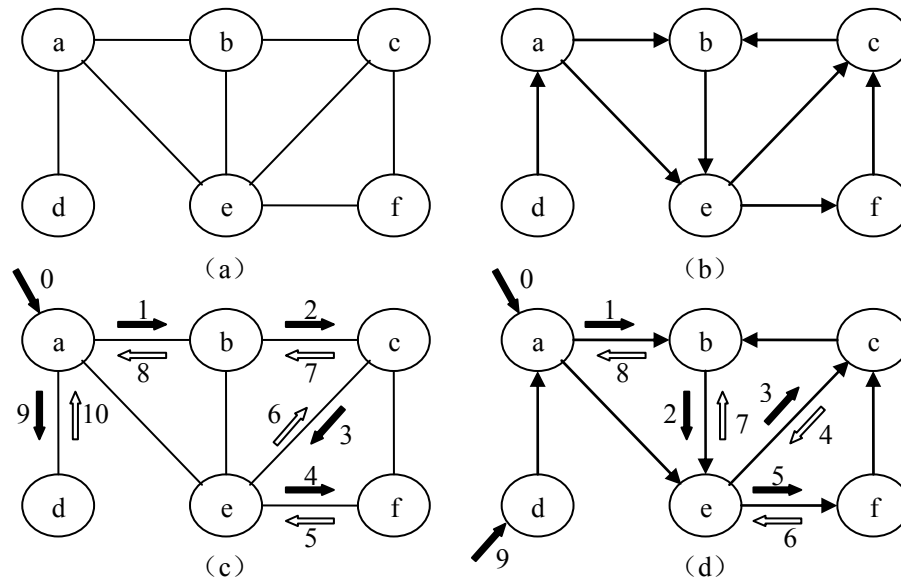 a b c a b c
d e f d e f
（a） （b）
0 0
1 2 1
a b c a b c
8 7 8
9 10 6 3 2 7 3 4
4 5
d e f d e f
5 9 6
（c） （d）